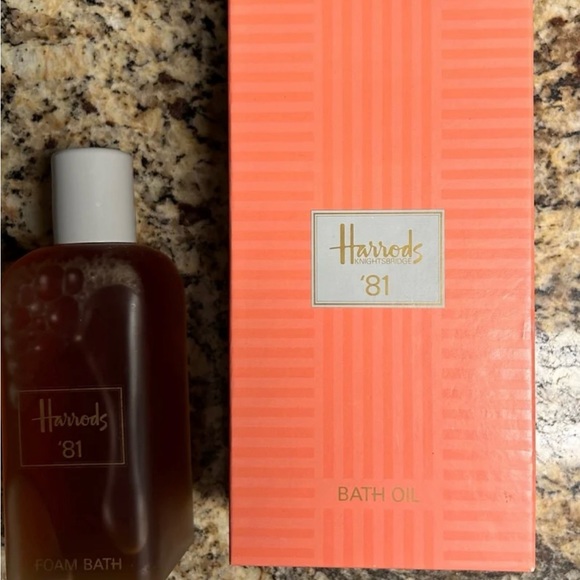 Harrods
'81
FOAM BATH
Harrods
KNIGHTSBRIDGE
'81
BATH OIL